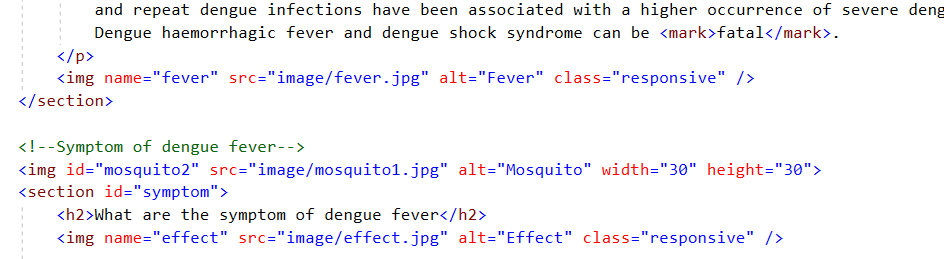 and repeat dengue infections have been associated with a higher occurrence of severe
Dengue haemorrhagic fever and dengue shock syndrome can be <mark>fatal</mark>.
</p>
<img name="fever" src="image/fever.jpg" alt="Fever" class="responsive" />
</section>
<!--Symptom of dengue fever-->
<img id="mosquito2" src="image/mosquito1.jpg" alt="Mosquito" width="30" height="30">
<section id="symptom">
<h2>What are the symptom of dengue fever</h2>
<img name="effect" src="image/effect.jpg" alt="Effect" class="responsive" />